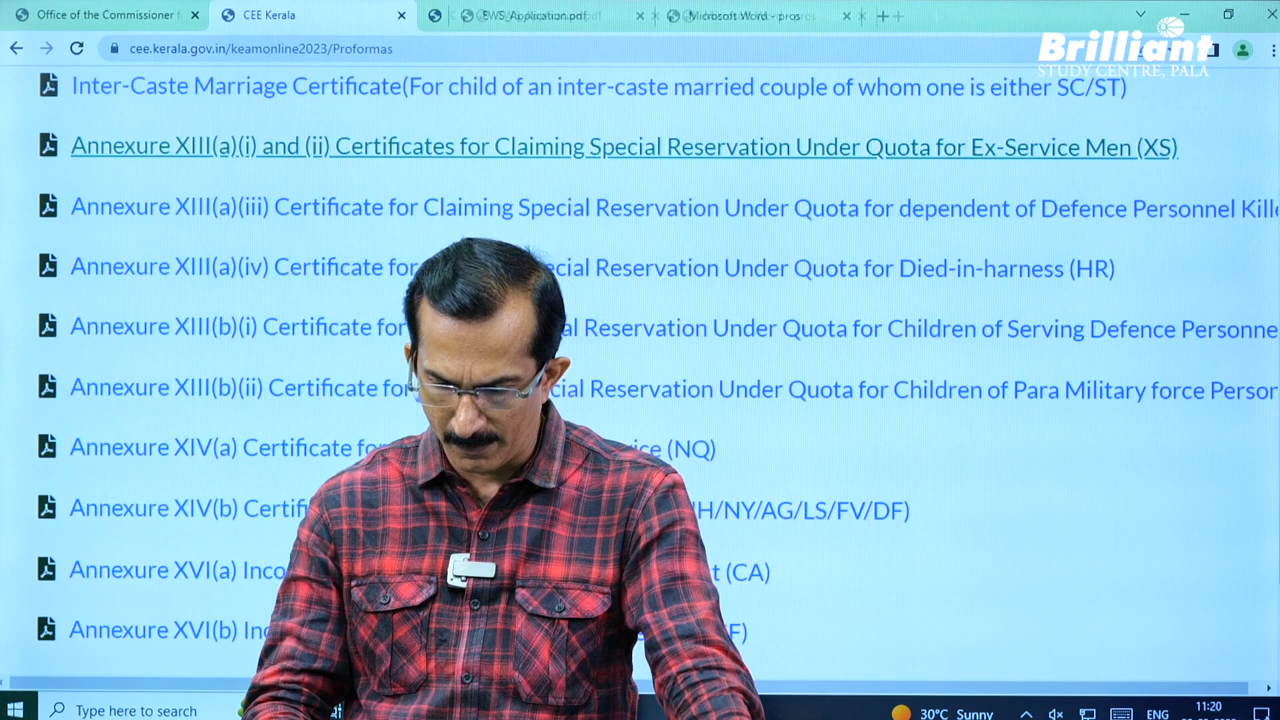 Office of the Commissioner f
CEE Kerala
EWS_Application.pdf
Microsoft Word - pros
cee.kerala.gov.in/keamonline2023/Proformas
Brilliant
STUDY CENTRE, PALA
Inter-Caste Marriage Certificate(For child of an inter-caste married couple of whom one is either SC/ST)
Annexure XIII(a)(i) and (ii) Certificates for Claiming Special Reservation Under Quota for Ex-Service Men (XS)
Annexure XIII(a)(iii) Certificate for Claiming Special Reservation Under Quota for dependent of Defence Personnel Kille
Annexure XIII(a)(iv) Certificate for ecial Reservation Under Quota for Died-in-harness (HR)
Annexure XIII(b)(i) Certificate for al Reservation Under Quota for Children of Serving Defence Personne
Annexure XIII(b)(ii) Certificate for cial Reservation Under Quota for Children of Para Military force Person
Annexure XIV(a) Certificate for ice (NQ)
Annexure XIV(b) Certifi H/NY/AG/LS/FV/DF)
Annexure XVI(a) Inco t (CA)
Annexure XVI(b) Inc F)
Type here to search
30°C Sunny
ENG
11:20